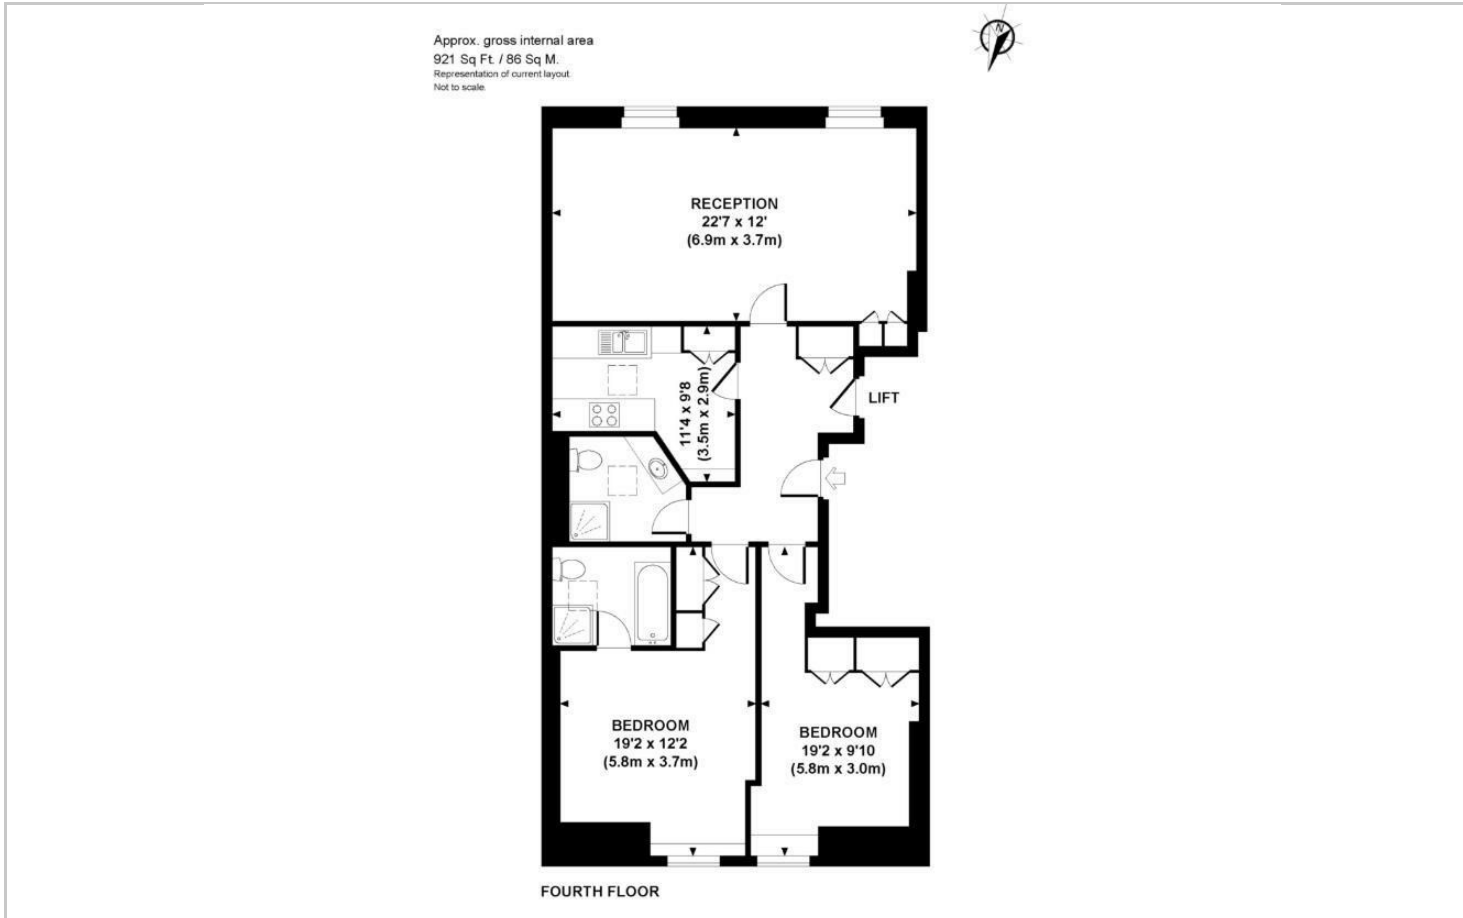 Approx. gross internal area
921 Sq Ft. / 86 Sq M.
Representation of current layout.
Not to scale.
N
RECEPTION
22'7 x 12'
(6.9m x 3.7m)
11'4 x 9'8
(3.5m x 2.9m)
LIFT
BEDROOM
19'2 x 12'2
(5.8m x 3.7m)
BEDROOM
19'2 x 9'10
(5.8m x 3.0m)
FOURTH FLOOR